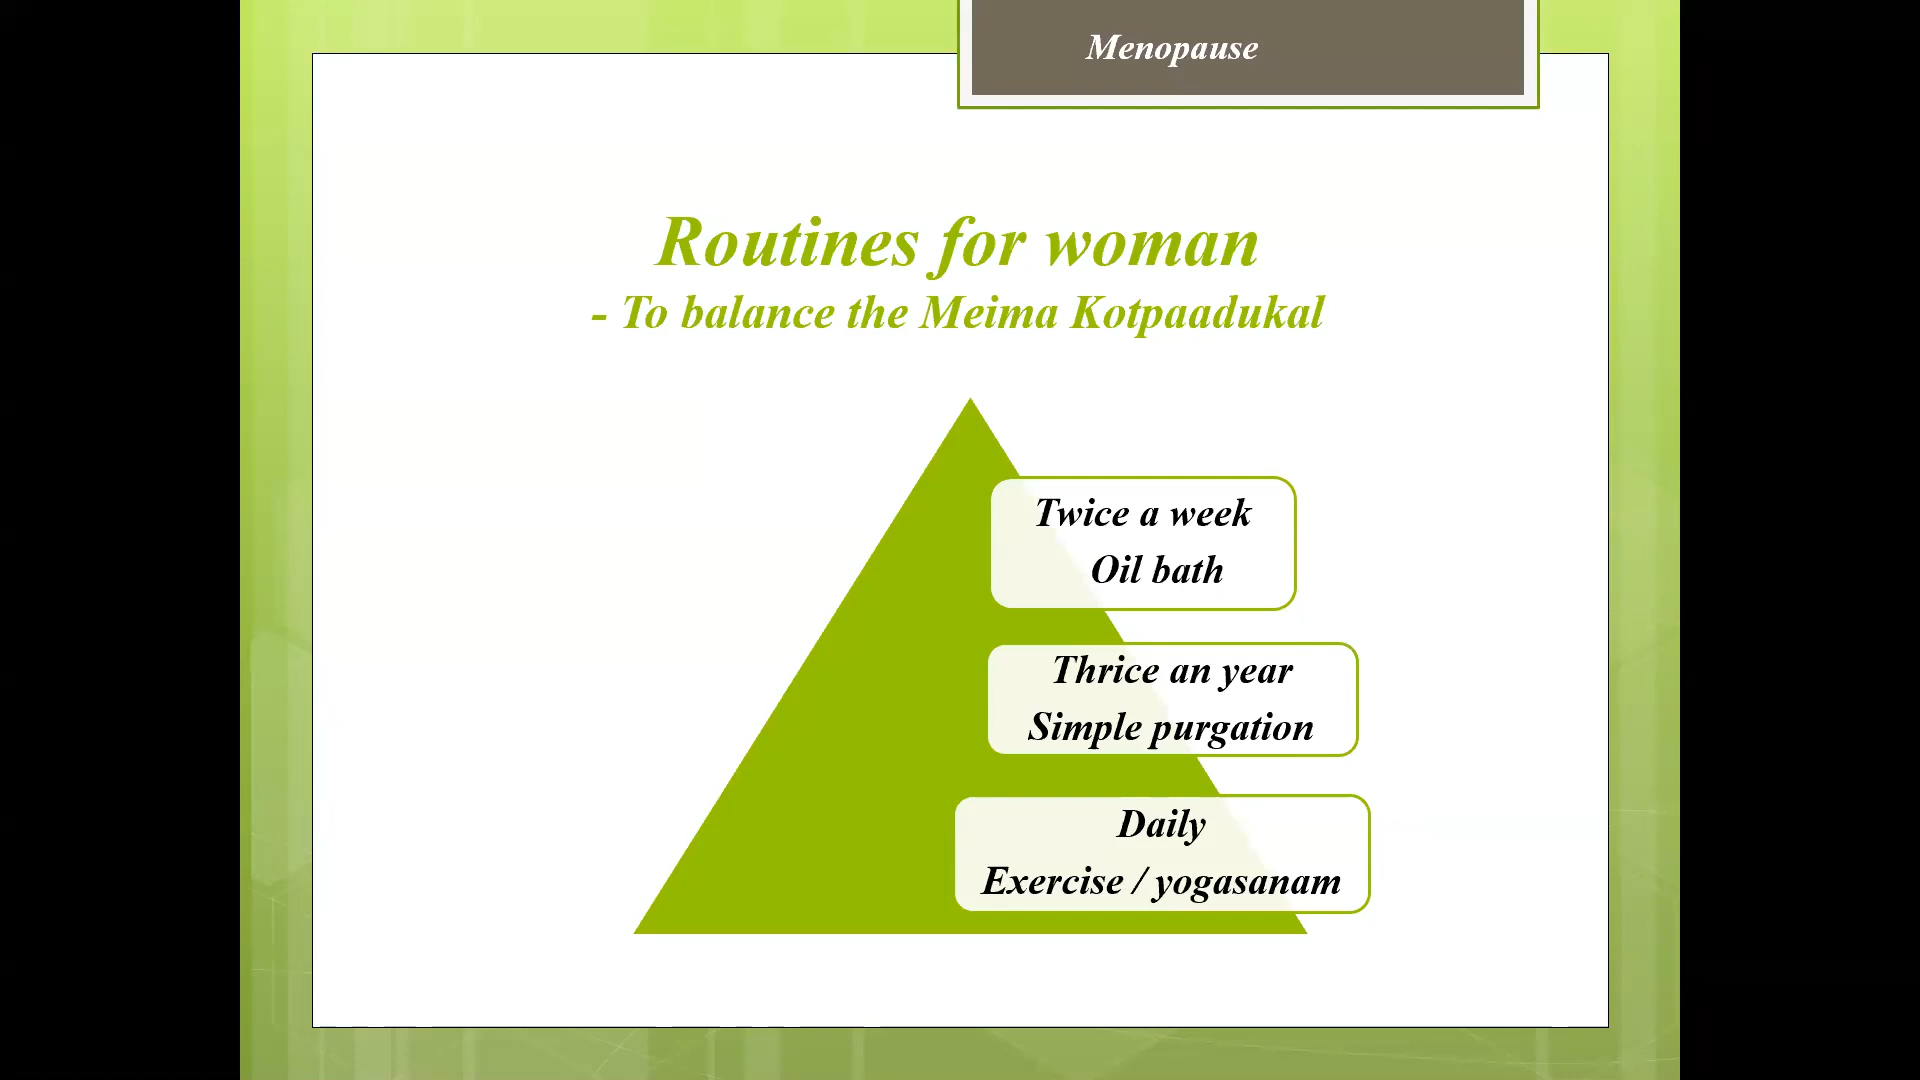 Menopause
Routines for woman
- To balance the Meima Kotpaadukal
Twice a week
Oil bath
Thrice an year
Simple purgation
Daily
Exercise / yogasanam